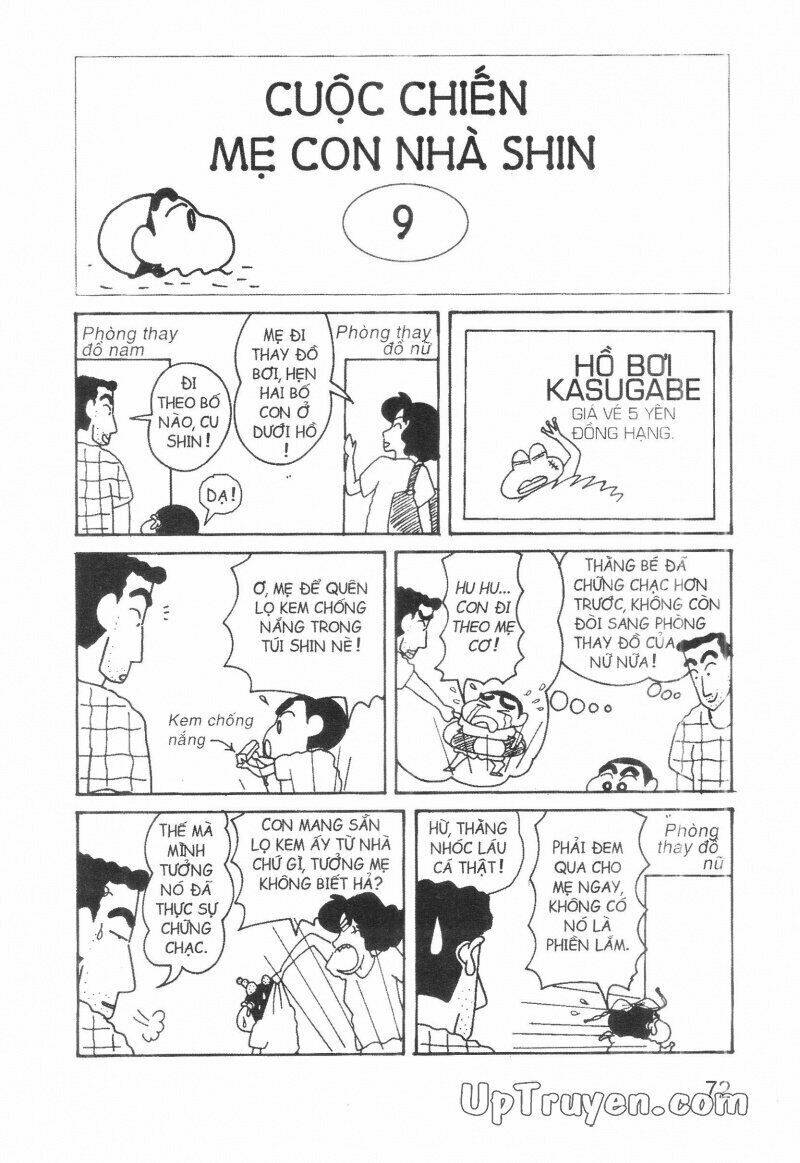 CUỘC CHIẾN
MẸ CON NHÀ SHIN
9
HỒ BƠI
KASUGABE
GIÁ VÉ 5 YÊN
ĐỒNG HẠNG.
Phòng thay
đồ nữ
MẸ ĐI
THAY ĐỒ
BƠI, HẸN
HAI BỐ
CON Ở
DƯỚI HỒ
!
Phòng thay
đồ nam
ĐI
THEO BỐ
NÀO, CU
SHIN!
DẠ!
THẰNG BÉ ĐÃ
CHỮNG CHẠC HƠN
TRƯỚC, KHÔNG CÒN
ĐÒI SANG PHÒNG
THAY ĐỒ CỦA
NỮ NỮA!
HU HU...
CON ĐI
THEO MẸ
CƠ!
Ơ, MẸ ĐỂ QUÊN
LỌ KEM CHỐNG
NẮNG TRONG
TÚI SHIN NÈ!
Kem chống
nắng
Phòng
thay đồ
nữ
PHẢI ĐEM
QUA CHO
MẸ NGAY,
KHÔNG CÓ
NÓ LÀ
PHIỀN LẮM.
HỪ, THẰNG
NHÓC LÁU
CÁ THẬT!
CON MANG SẴN
LỌ KEM ẤY TỪ NHÀ
CHỨ GÌ, TƯỞNG MẸ
KHÔNG BIẾT HẢ?
THẾ MÀ
MÌNH
TƯỞNG
NÓ ĐÃ
THỰC SỰ
CHỮNG
CHẠC.
72
UpTruyen.com